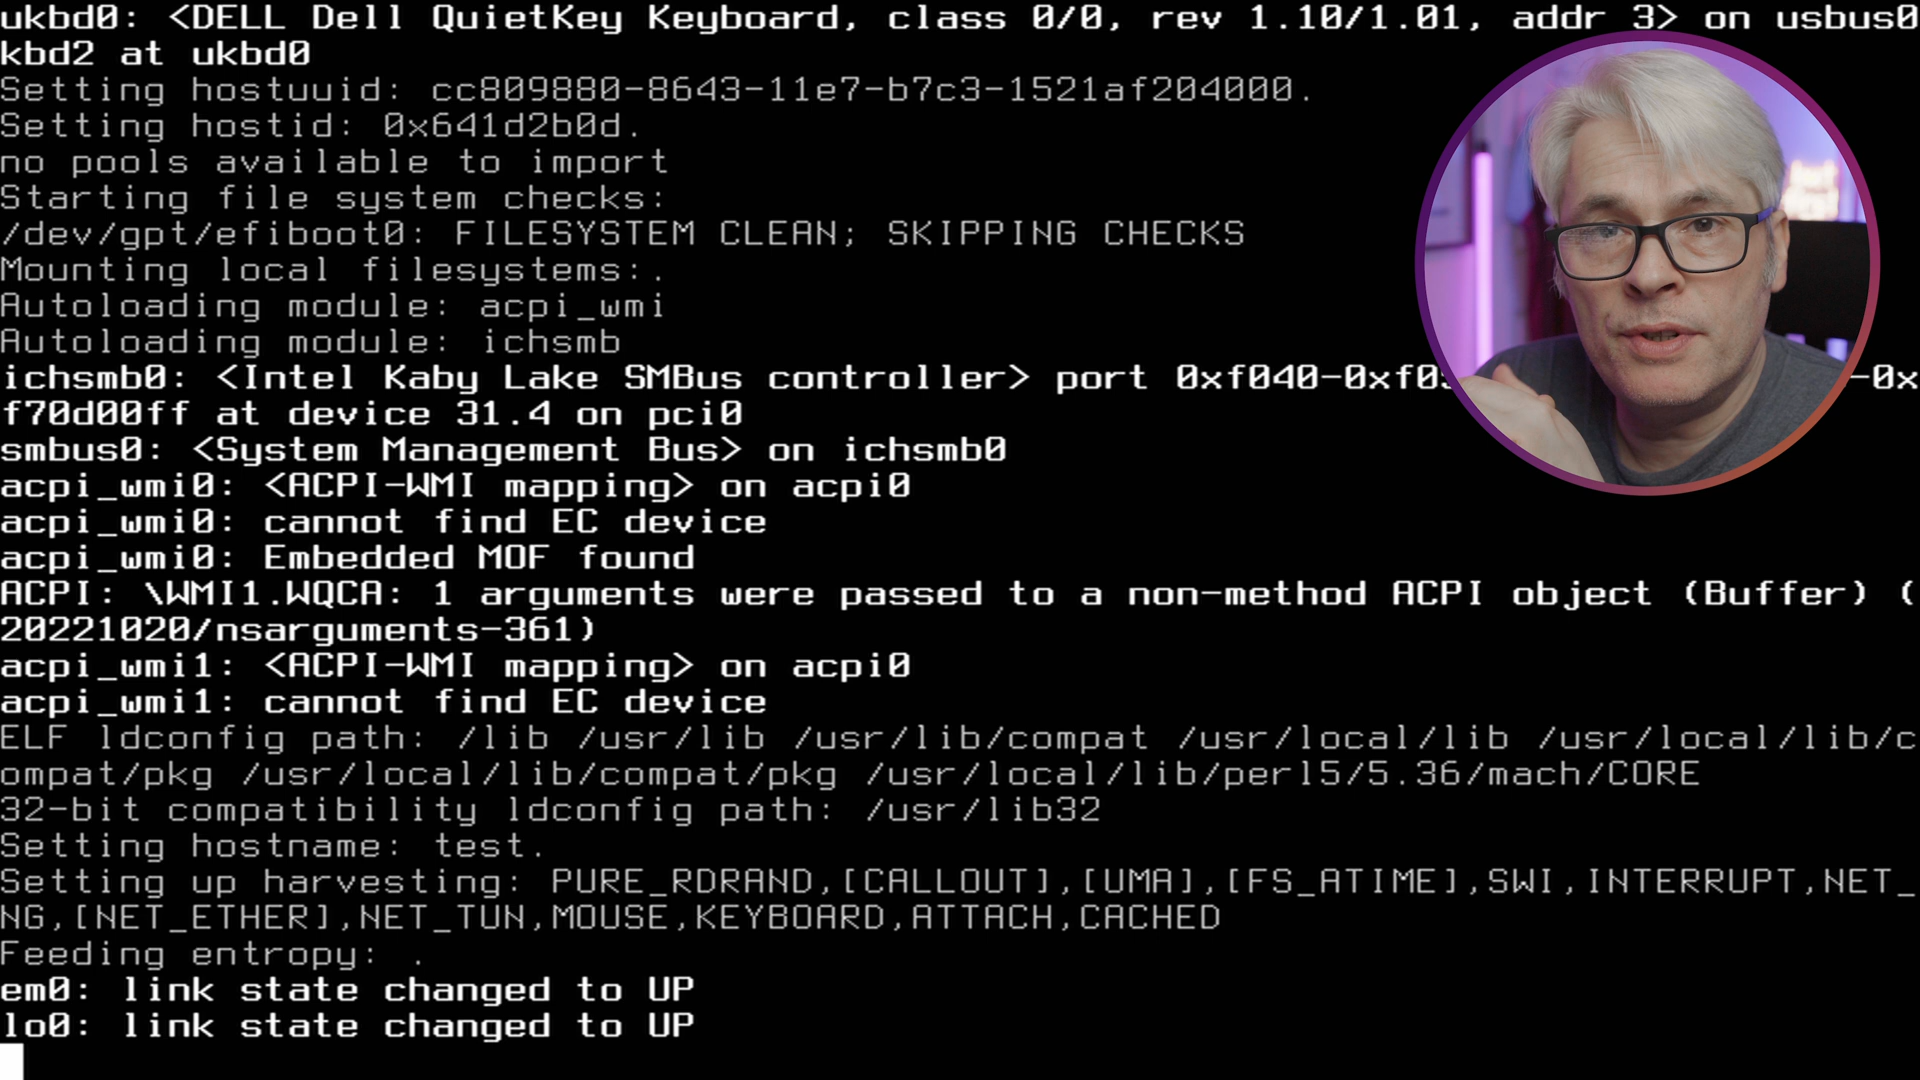 ukbd0: <DELL Dell QuietKey Keyboard, class 0/0, rev 1.10/1.01, addr 3> on usbus0
kbd2 at ukbd0
Setting hostuuid: cc809880-8643-11e7-b7c3-1521af204000.
Setting hostid: 0x641d2b0d.
no pools available to import
Starting file system checks:
/dev/gpt/efiboot0: FILESYSTEM CLEAN; SKIPPING CHECKS
Mounting local filesystems:.
Autoloading module: acpi_wmi
Autoloading module: ichsmb
ichsmb0: <Intel Kaby Lake SMBus controller> port 0xf040-0xf0 -0x
f70d00ff at device 31.4 on pci0
smbus0: <System Management Bus> on ichsmb0
acpi_wmi0: <ACPI-WMI mapping> on acpi0
acpi_wmi0: cannot find EC device
acpi_wmi0: Embedded MOF found
ACPI: \WMI1.WQCA: 1 arguments were passed to a non-method ACPI object (Buffer) (
20221020/nsarguments-361)
acpi_wmi1: <ACPI-WMI mapping> on acpi0
acpi_wmi1: cannot find EC device
ELF ldconfig path: /lib /usr/lib /usr/lib/compat /usr/local/lib /usr/local/lib/c
ompat/pkg /usr/local/lib/compat/pkg /usr/local/lib/perl5/5.36/mach/CORE
32-bit compatibility ldconfig path: /usr/lib32
Setting hostname: test.
Setting up harvesting: PURE_RDRAND,[CALLOUT],[UMA],[FS_ATIME],SWI,INTERRUPT,NET_
NG,[NET_ETHER],NET_TUN,MOUSE,KEYBOARD,ATTACH,CACHED
Feeding entropy: .
em0: link state changed to UP
lo0: link state changed to UP